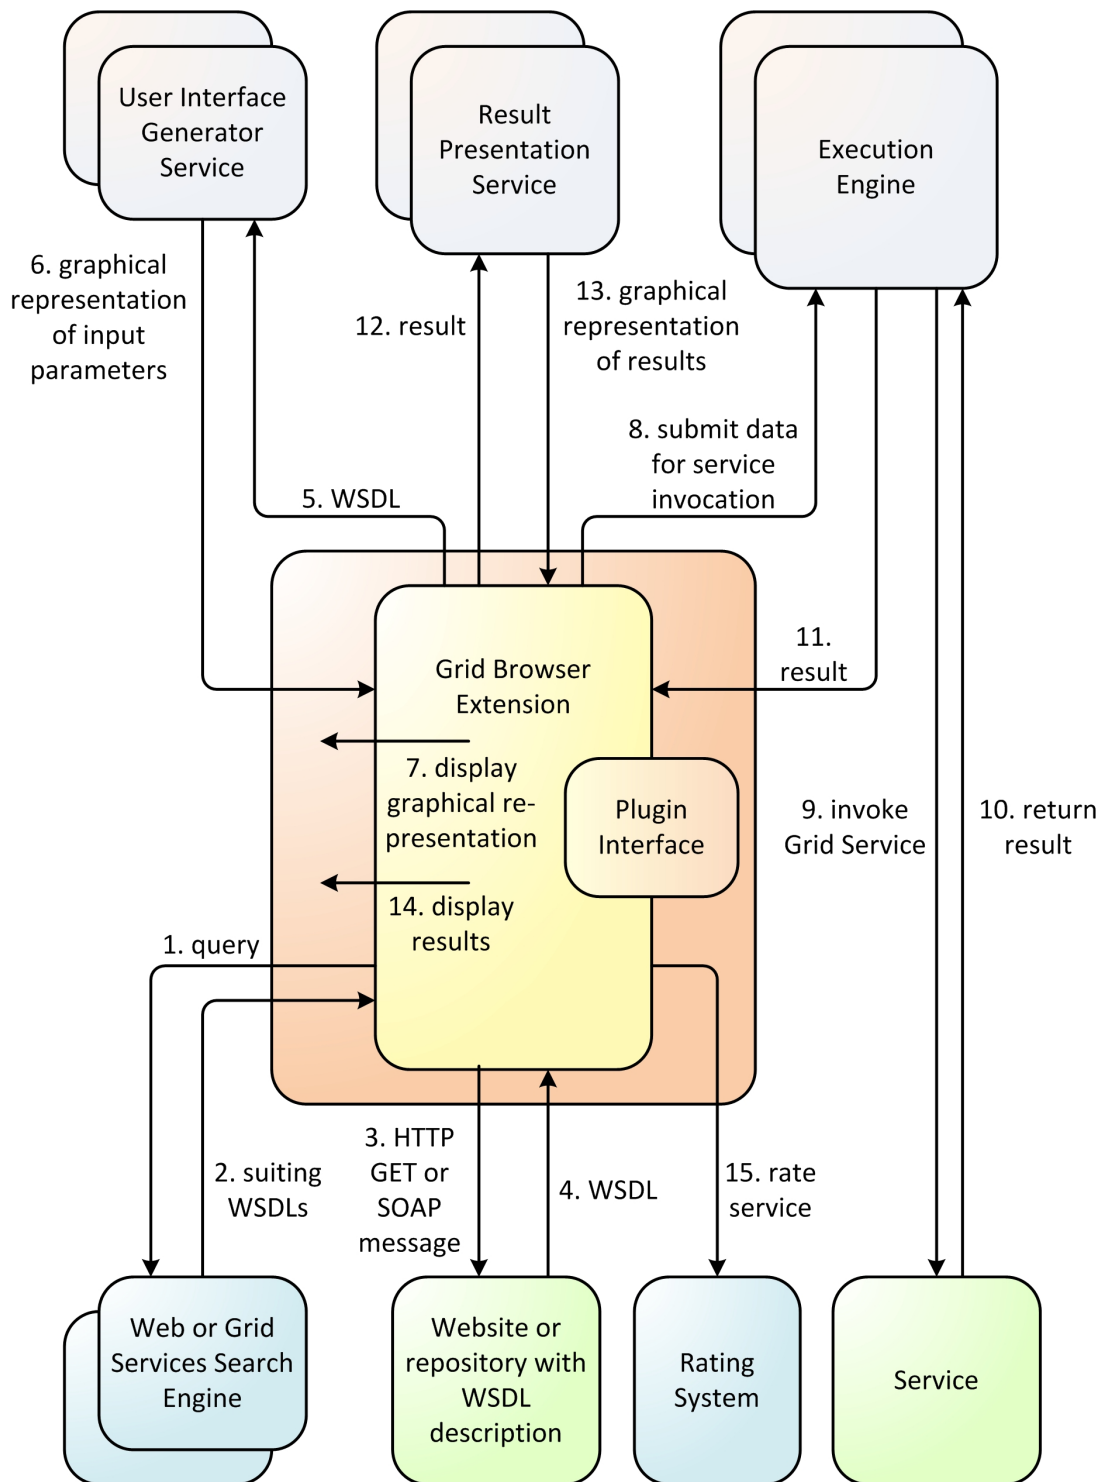 User Interface
Generator
Service
Result
Presentation
Service
Execution
Engine
6. graphical
representation
of input
parameters
12. result
13. graphical
representation
of results
8. submit data
for service
invocation
5. WSDL
11.
result
Grid Browser
Extension
7. display
graphical re-
presentation
Plugin
Interface
9. invoke
Grid Service
10. return
result
14. display
results
1. query
2. suiting
WSDLs
3. HTTP
GET or
SOAP
message
4. WSDL
15. rate
service
Web or Grid
Services Search
Engine
Website or
repository with
WSDL
description
Rating
System
Service